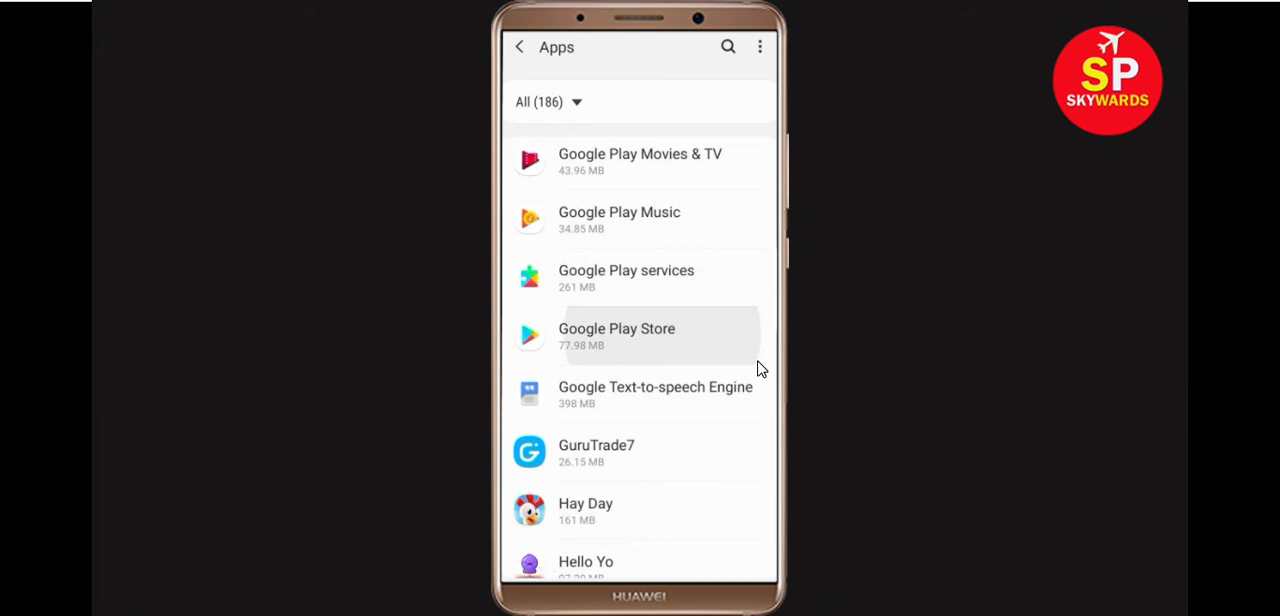 Apps
All (186)
Google Play Movies & TV
43.96 MB
Google Play Music
34.85 MB
Google Play services
261 MB
Google Play Store
77.98 MB
Google Text-to-speech Engine
398 MB
GuruTrade7
26.15 MB
Hay Day
161 MB
Hello Yo
HUAWEI
SP
SKYWARDS